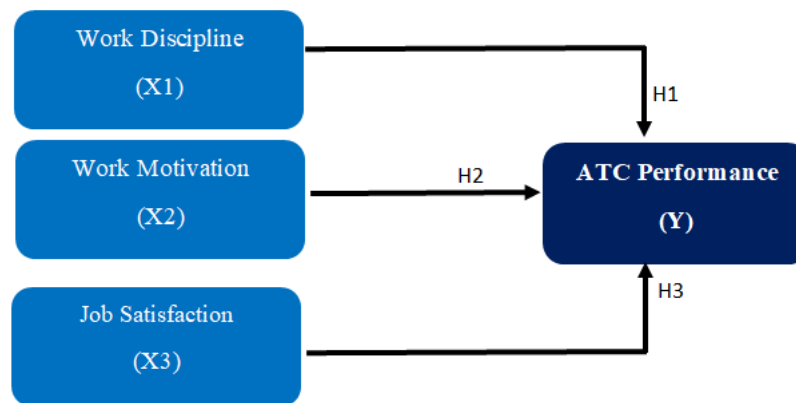 Work Discipline
(X1)
H1
Work Motivation
(X2)
H2
ATC Performance
(Y)
Job Satisfaction
(X3)
H3